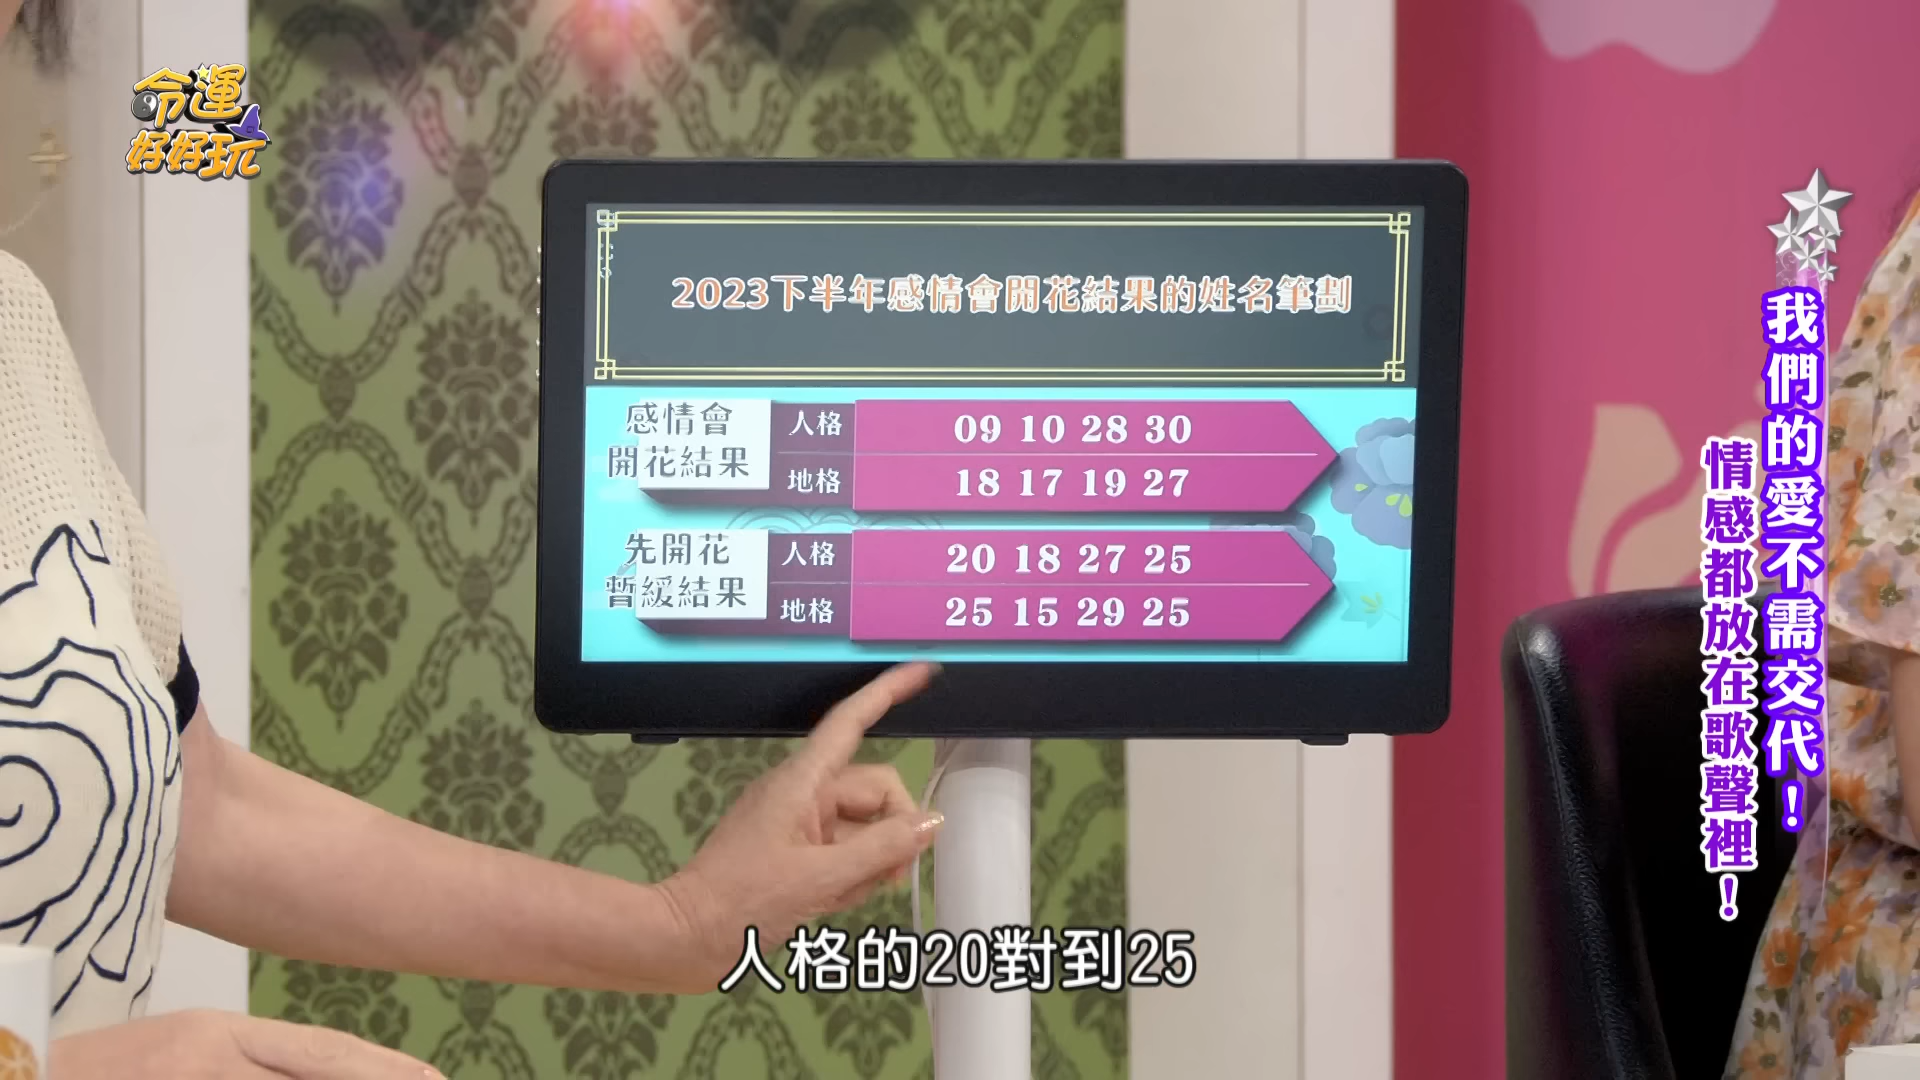 命運
好好玩
2023下半年感情會開花結果的姓名筆劃
感情會
開花結果
人格 09 10 28 30
地格 18 17 19 27
先開花
暫緩結果
人格 20 18 27 25
地格 25 15 29 25
我們的愛不需交代！
情感都放在歌聲裡！
人格的20對到25